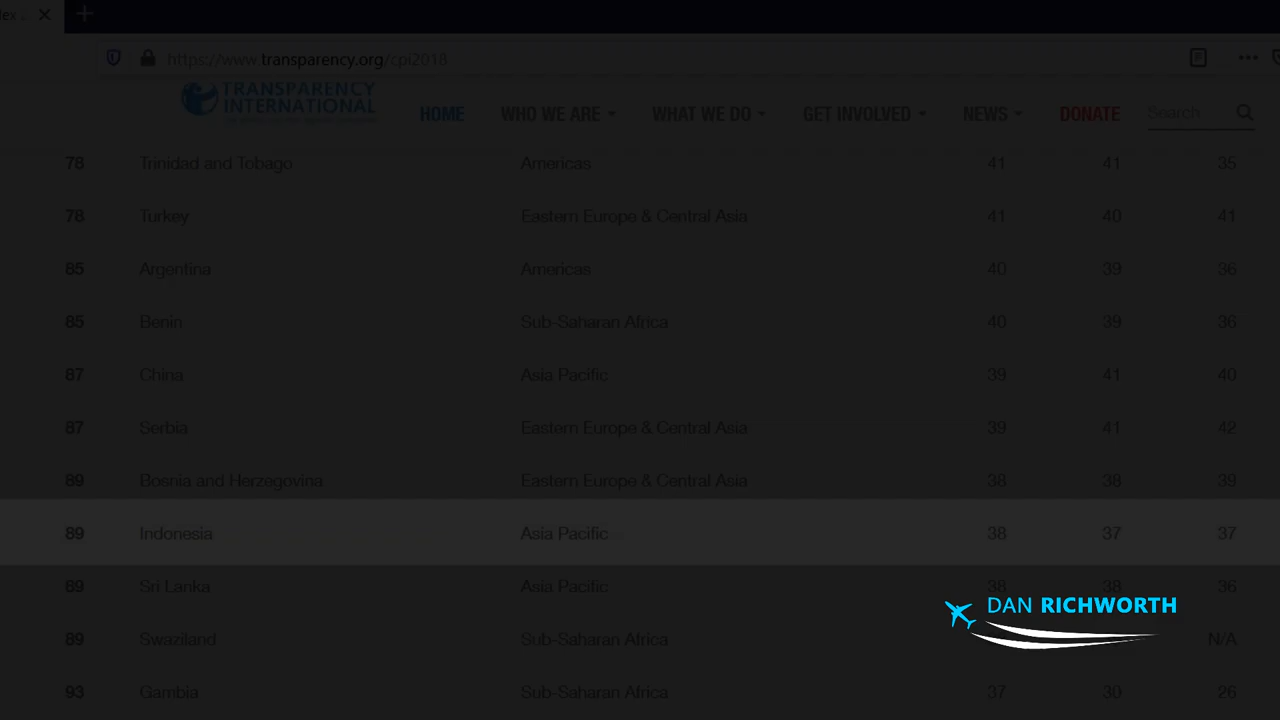 lex
https://www.transparency.org/cpi2018
TRANSPARENCY
INTERNATIONAL
HOME WHO WE ARE WHAT WE DO GET INVOLVED NEWS DONATE Search
78 Trinidad and Tobago Americas 41 41 35
78 Turkey Eastern Europe & Central Asia 41 40 41
85 Argentina Americas 40 39 36
85 Benin Sub-Saharan Africa 40 39 36
87 China Asia Pacific 39 41 40
87 Serbia Eastern Europe & Central Asia 39 41 42
89 Bosnia and Herzegovina Eastern Europe & Central Asia 38 38 39
89 Indonesia Asia Pacific 38 37 37
89 Sri Lanka Asia Pacific 38 38 36
DAN RICHWORTH
89 Swaziland Sub-Saharan Africa N/A
93 Gambia Sub-Saharan Africa 37 30 26